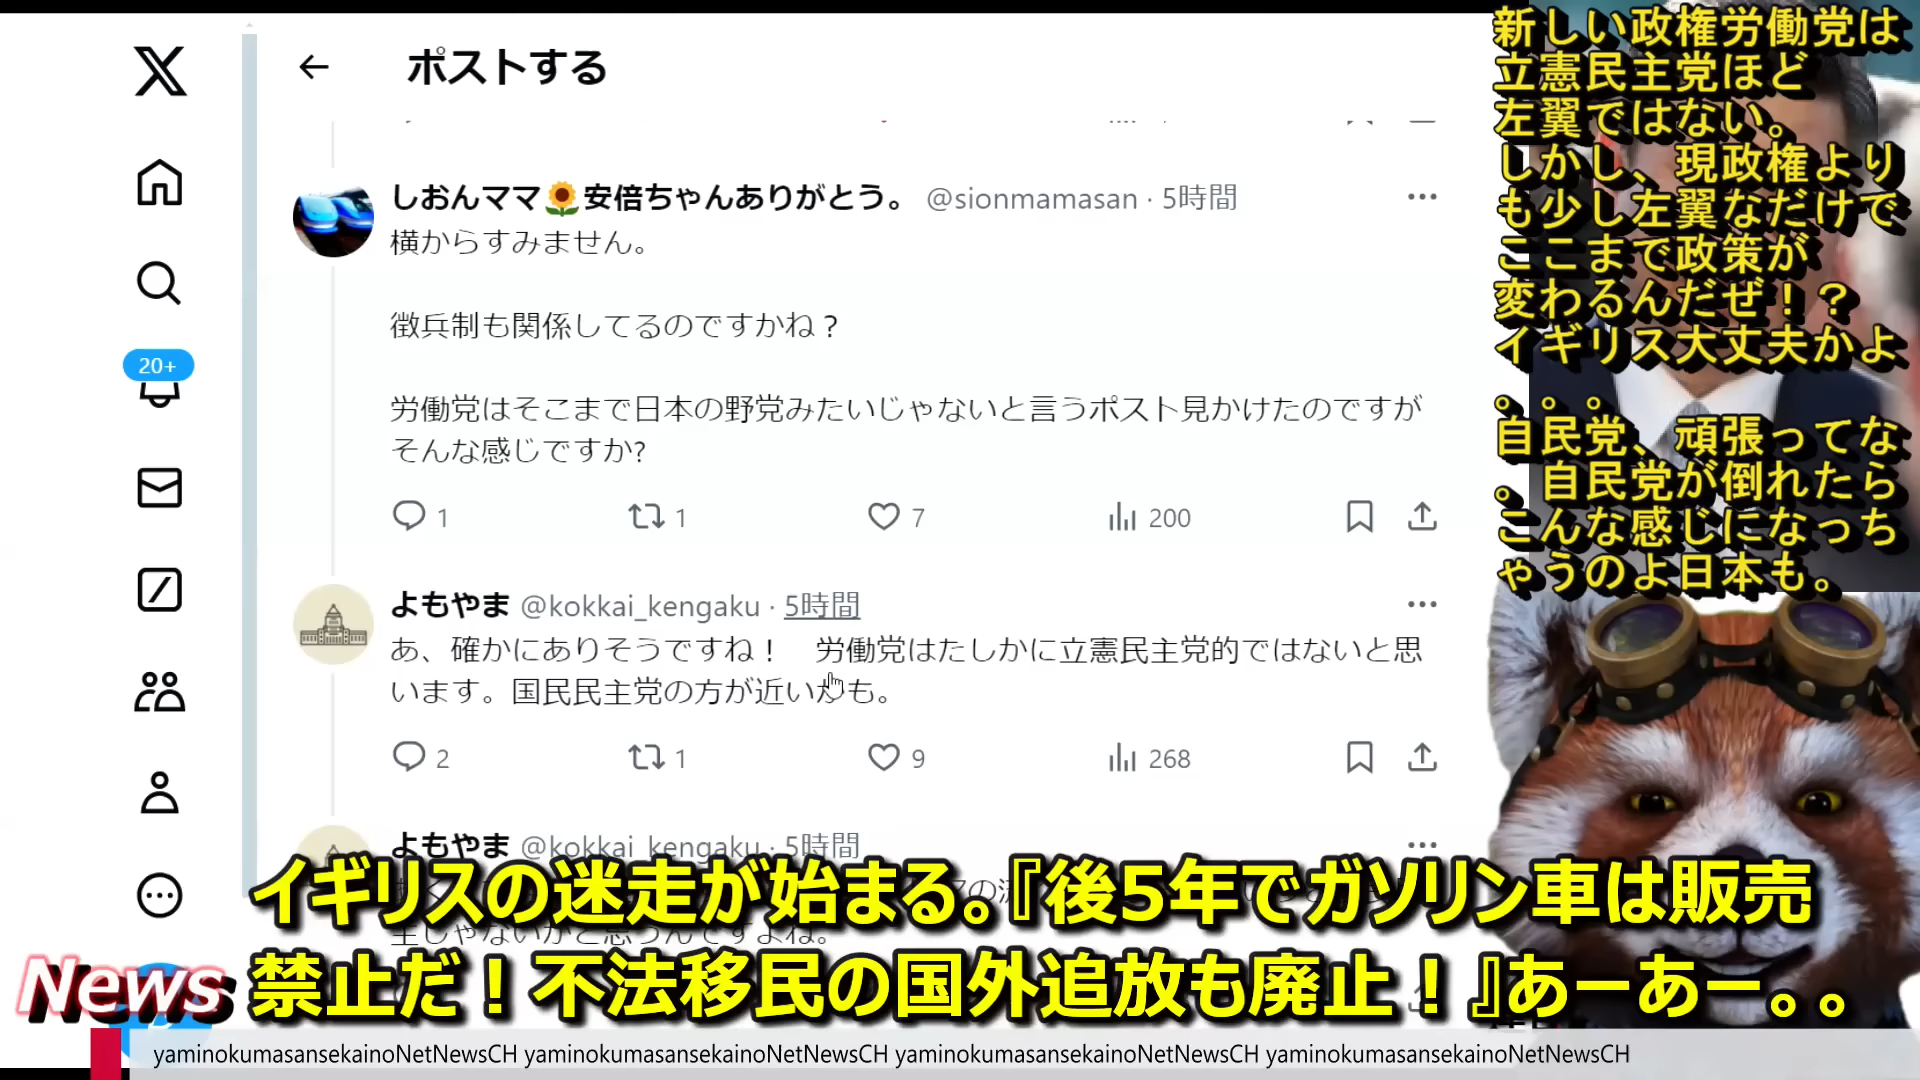 ポストする
しおんママ🌻安倍ちゃんありがとう。 @sionmamasan · 5時間
横からすみません。
徴兵制も関係してるのですかね？
労働党はそこまで日本の野党みたいじゃないと言うポスト見かけたのですが
そんな感じですか?
1 1 7 200
よもやま @kokkai_kengaku · 5時間
あ、確かにありそうですね！　労働党はたしかに立憲民主党的ではないと思
います。国民民主党の方が近いかも。
2 1 9 268
よもやま @kokkai_kengaku · 5時間
20+
新しい政権労働党は
立憲民主党ほど
左翼ではない。
しかし、現政権より
も少し左翼なだけで
ここまで政策が
変わるんだぜ！？
イギリス大丈夫かよ
。。。
自民党、頑張ってな
。自民党が倒れたら
こんな感じになっち
ゃうのよ日本も。
イギリスの迷走が始まる。『後5年でガソリン車は販売
禁止だ！不法移民の国外追放も廃止！』あーあー。。
News
yaminokumasansekainoNetNewsCH yaminokumasansekainoNetNewsCH yaminokumasansekainoNetNewsCH yaminokumasansekainoNetNewsCH